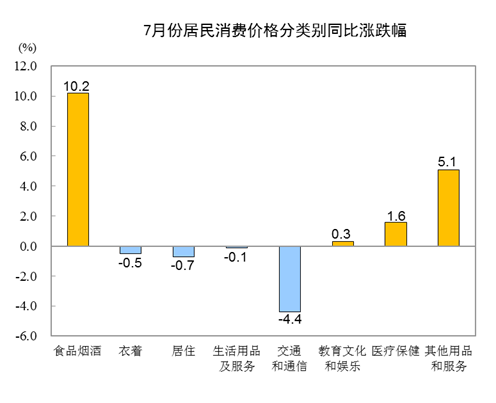 7月份居民消费价格分类别同比涨跌幅
(%)
12.0
10.0
8.0
6.0
4.0
2.0
0.0
-2.0
-4.0
-6.0
10.2
-0.5
-0.7
-0.1
-4.4
0.3
1.6
5.1
食品烟酒
衣着
居住
生活用品
及服务
交通
和通信
教育文化
和娱乐
医疗保健
其他用品
和服务